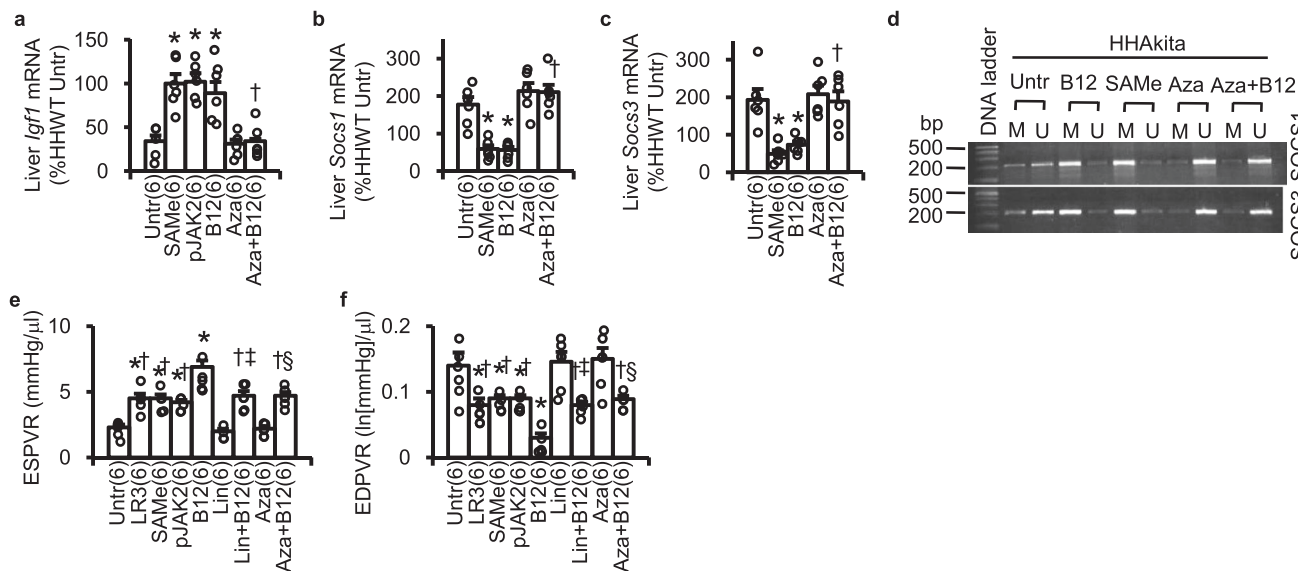 a
Liver Igf1 mRNA
(%HHWT Untr)
150
100
50
0
*
*
*
†
Untr(6)
SAMe(6)
pJAK2(6)
B12(6)
Aza(6)
Aza+B12(6)
b
Liver Socs1 mRNA
(%HHWT Untr)
300
200
100
0
*
*
†
Untr(6)
SAMe(6)
B12(6)
Aza(6)
Aza+B12(6)
c
Liver Socs3 mRNA
(%HHWT Untr)
300
200
100
0
*
*
†
Untr(6)
SAMe(6)
B12(6)
Aza(6)
Aza+B12(6)
d
DNA ladder
HHAkita
Untr B12 SAMe Aza Aza+B12
bp
M U M U M U M U M U
500
200
500
200
SOCS1
SOCS3
e
ESPVR (mmHg/µl)
10
5
0
*†
*†
*†
*
†‡
†§
Untr(6)
LR3(6)
SAMe(6)
pJAK2(6)
B12(6)
Lin(6)
Lin+B12(6)
Aza(6)
Aza+B12(6)
f
EDPVR (ln[mmHg]/µl)
0.2
0.1
0
*†
*†
*†
*
†‡
†§
Untr(6)
LR3(6)
SAMe(6)
pJAK2(6)
B12(6)
Lin(6)
Lin+B12(6)
Aza(6)
Aza+B12(6)